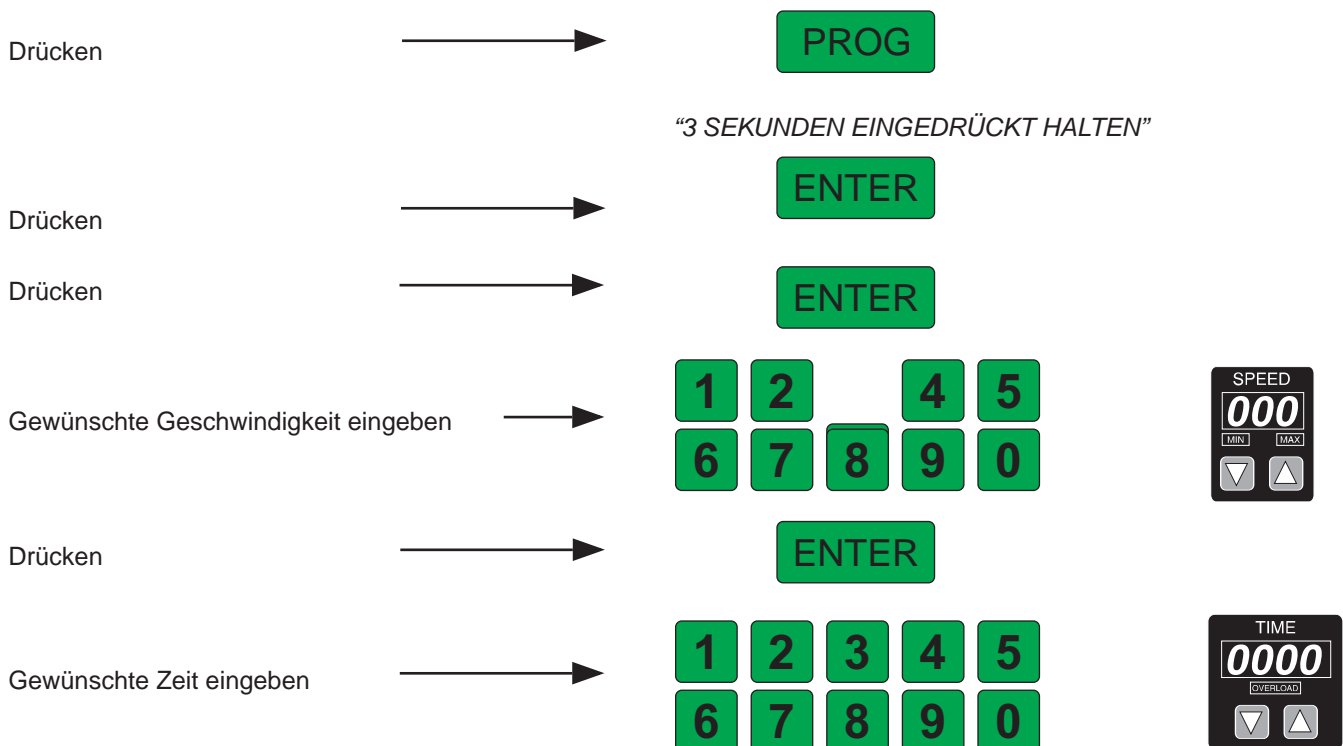 Drücken PROG
“3 SEKUNDEN EINGEDRÜCKT HALTEN”
Drücken ENTER
Drücken ENTER
Gewünschte Geschwindigkeit eingeben
1 2 4 5
6 7 8 9 0
SPEED
000
MIN MAX
Drücken ENTER
Gewünschte Zeit eingeben
1 2 3 4 5
6 7 8 9 0
TIME
0000
OVERLOAD